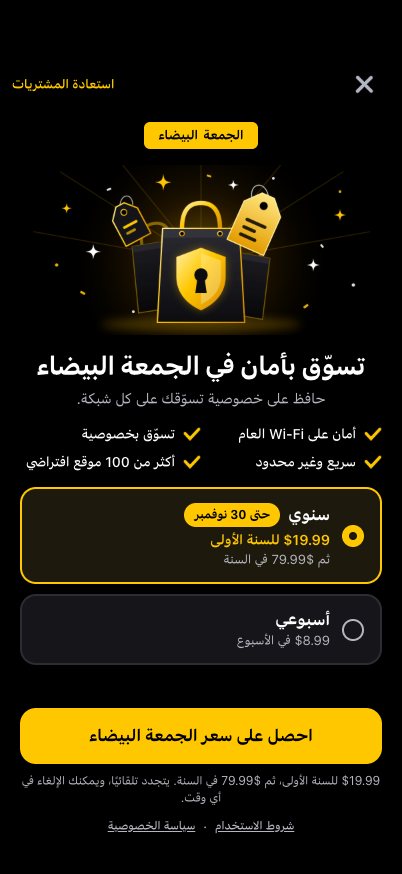 استعادة المشتريات
الجمعة البيضاء
تسوّق بأمان في الجمعة البيضاء
حافظ على خصوصية تسوّقك على كل شبكة.
أمان على Wi-Fi العام
تسوّق بخصوصية
سريع وغير محدود
أكثر من 100 موقع افتراضي
سنوي
حتى 30 نوفمبر
$19.99 للسنة الأولى
ثم $79.99 في السنة
أسبوعي
$8.99 في الأسبوع
احصل على سعر الجمعة البيضاء
$19.99 للسنة الأولى، ثم $79.99 في السنة. يتجدد تلقائيًا، ويمكنك الإلغاء في
أي وقت.
شروط الاستخدام · سياسة الخصوصية